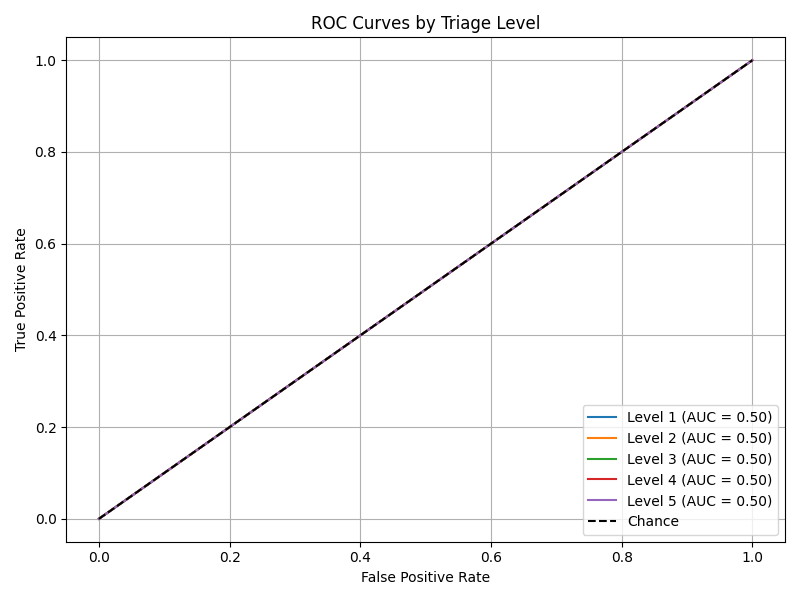 ROC Curves by Triage Level
1.0
0.8
0.6
0.4
0.2
0.0
True Positive Rate
0.0 0.2 0.4 0.6 0.8 1.0
False Positive Rate
Level 1 (AUC = 0.50)
Level 2 (AUC = 0.50)
Level 3 (AUC = 0.50)
Level 4 (AUC = 0.50)
Level 5 (AUC = 0.50)
Chance